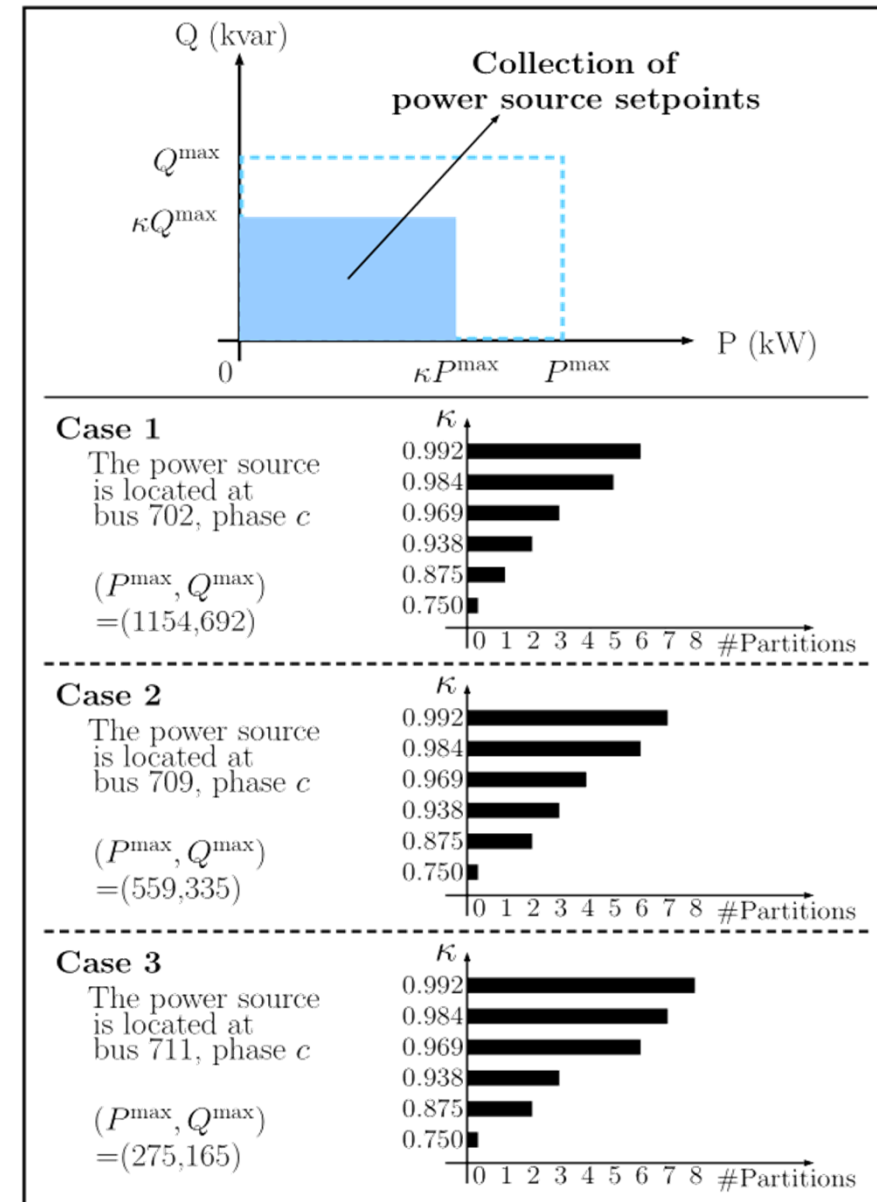 Q (kvar)
Collection of
power source setpoints
Q^max
κQ^max
P (kW)
0
κP^max
P^max
Case 1
The power source
is located at
bus 702, phase c
(P^max, Q^max)
=(1154,692)
κ
0.992
0.984
0.969
0.938
0.875
0.750
0 1 2 3 4 5 6 7 8 #Partitions
Case 2
The power source
is located at
bus 709, phase c
(P^max, Q^max)
=(559,335)
κ
0.992
0.984
0.969
0.938
0.875
0.750
0 1 2 3 4 5 6 7 8 #Partitions
Case 3
The power source
is located at
bus 711, phase c
(P^max, Q^max)
=(275,165)
κ
0.992
0.984
0.969
0.938
0.875
0.750
0 1 2 3 4 5 6 7 8 #Partitions